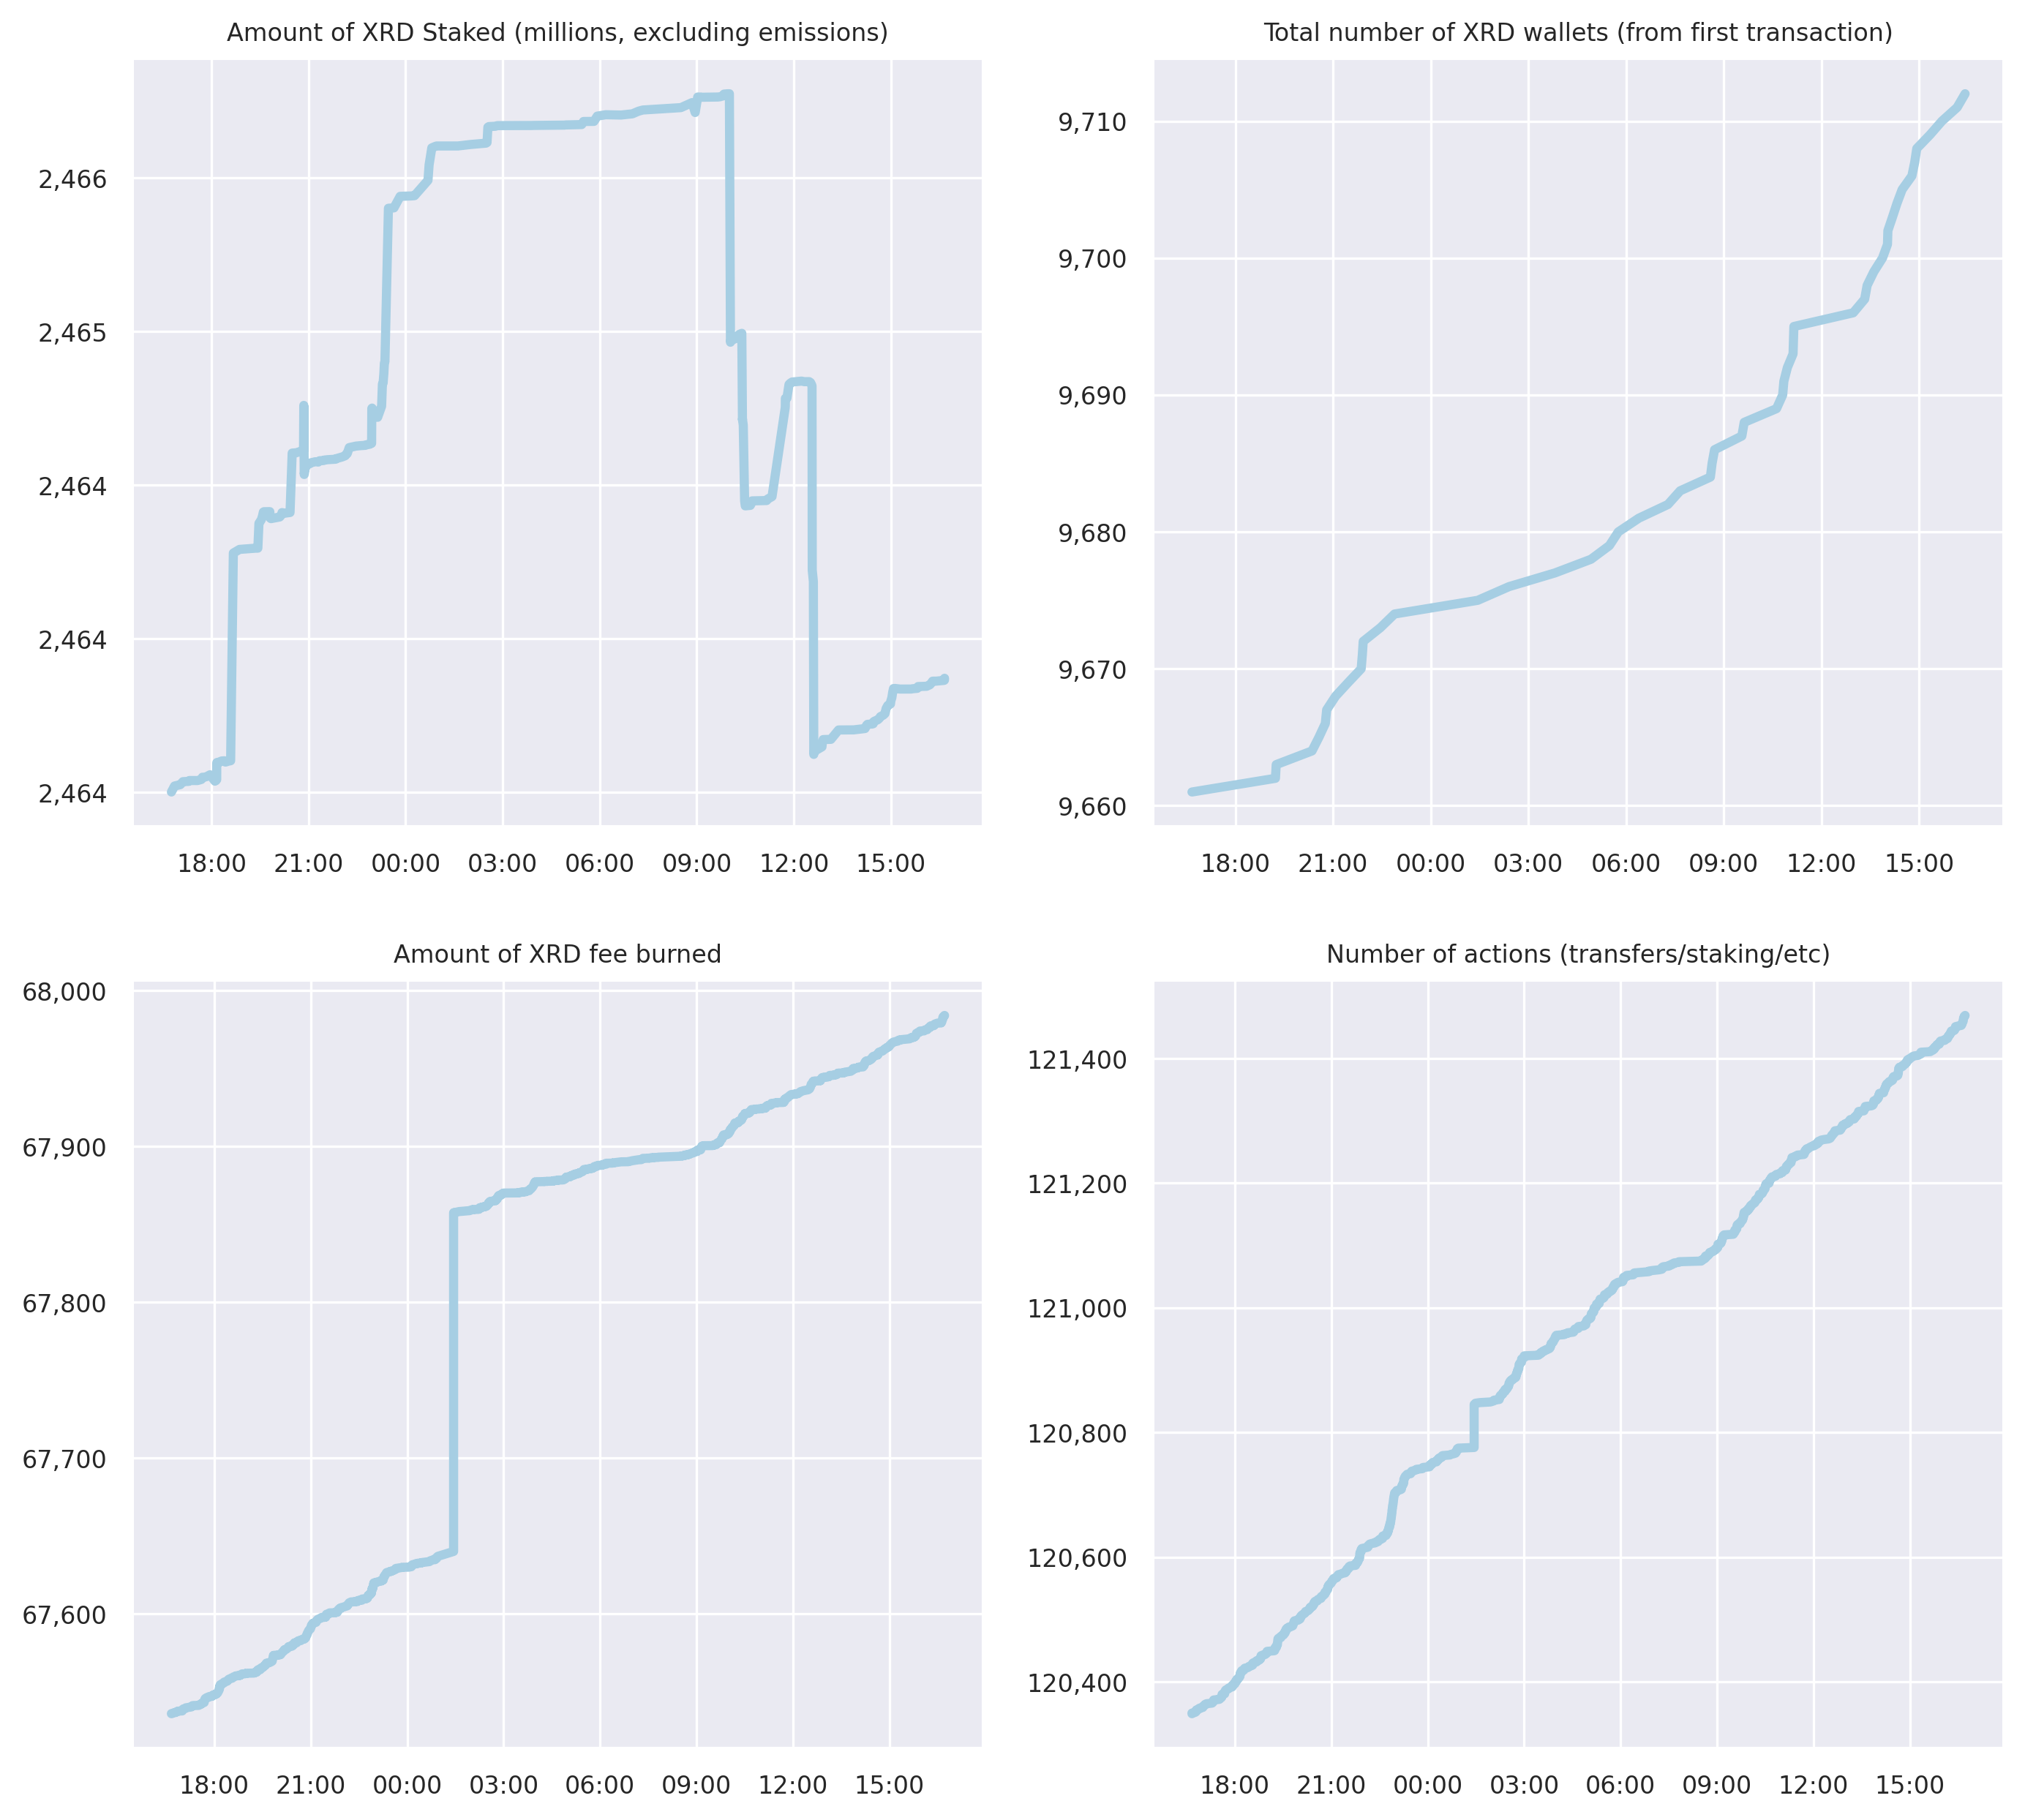 Amount of XRD Staked (millions, excluding emissions)
2,466
2,465
2,464
2,464
2,464
18:00 21:00 00:00 03:00 06:00 09:00 12:00 15:00
Total number of XRD wallets (from first transaction)
9,710
9,700
9,690
9,680
9,670
9,660
18:00 21:00 00:00 03:00 06:00 09:00 12:00 15:00
Amount of XRD fee burned
68,000
67,900
67,800
67,700
67,600
18:00 21:00 00:00 03:00 06:00 09:00 12:00 15:00
Number of actions (transfers/staking/etc)
121,400
121,200
121,000
120,800
120,600
120,400
18:00 21:00 00:00 03:00 06:00 09:00 12:00 15:00